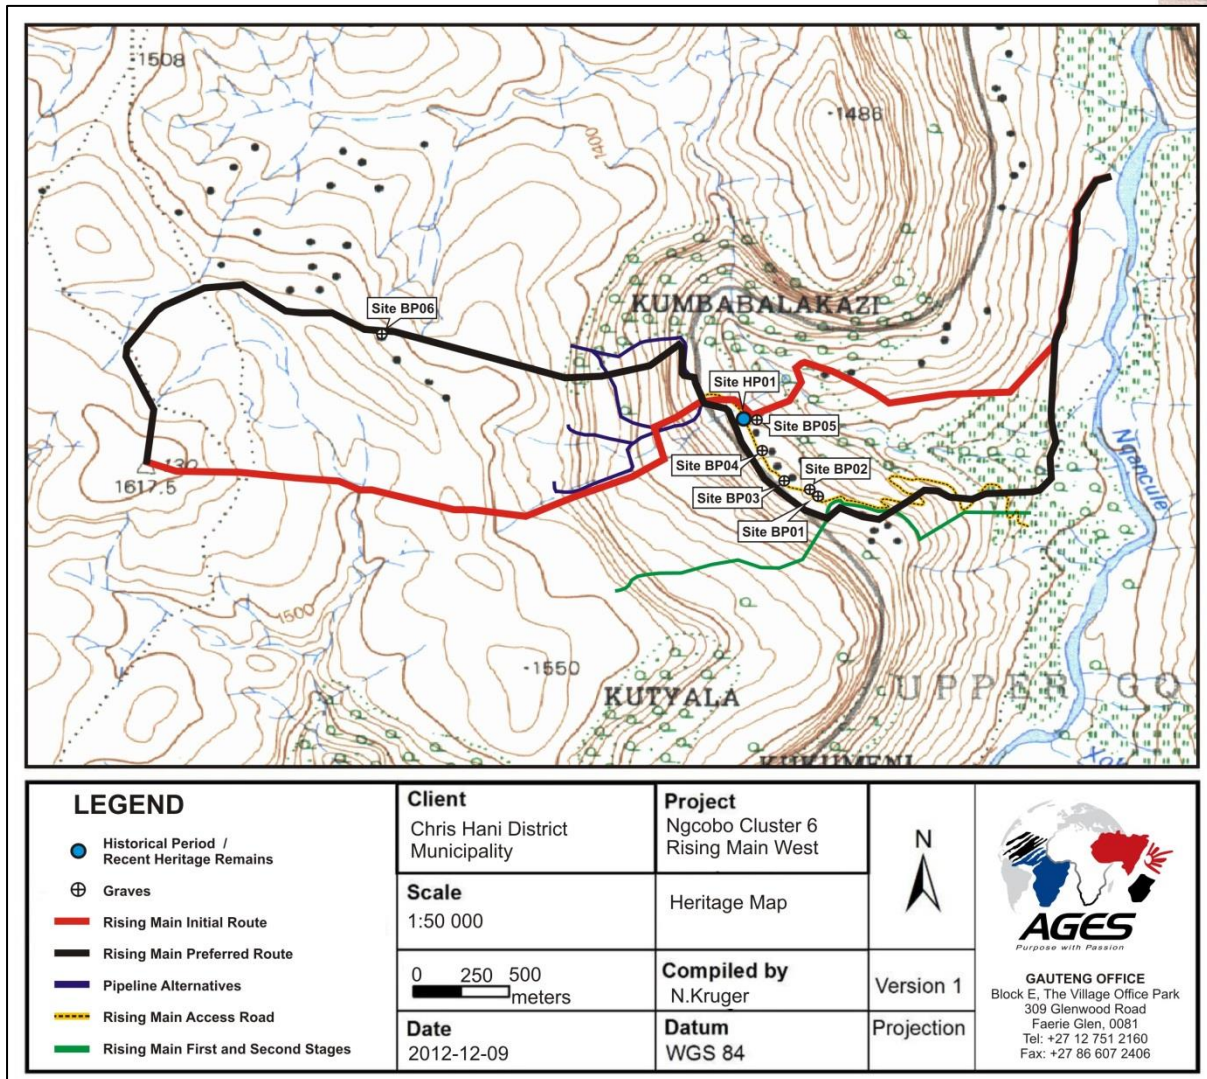 1508
1486
1400
KUMBABALAKAZI
Site BP06
Site HP01
Site BP05
Site BP04
Site BP02
Site BP03
Site BP01
130
1617.5
Ngancule
1500
1550
KUTYALA
UPPER GQ
KUKUMENI
LEGEND
Historical Period /
Recent Heritage Remains
Graves
Rising Main Initial Route
Rising Main Preferred Route
Pipeline Alternatives
Rising Main Access Road
Rising Main First and Second Stages
Client
Chris Hani District
Municipality
Scale
1:50 000
0 250 500
meters
Date
2012-12-09
Project
Ngcobo Cluster 6
Rising Main West
Heritage Map
Compiled by
N.Kruger
Datum
WGS 84
N
Version 1
Projection
AGES
Purpose with Passion
GAUTENG OFFICE
Block E, The Village Office Park
309 Glenwood Road
Faerie Glen, 0081
Tel: +27 12 751 2160
Fax: +27 86 607 2406